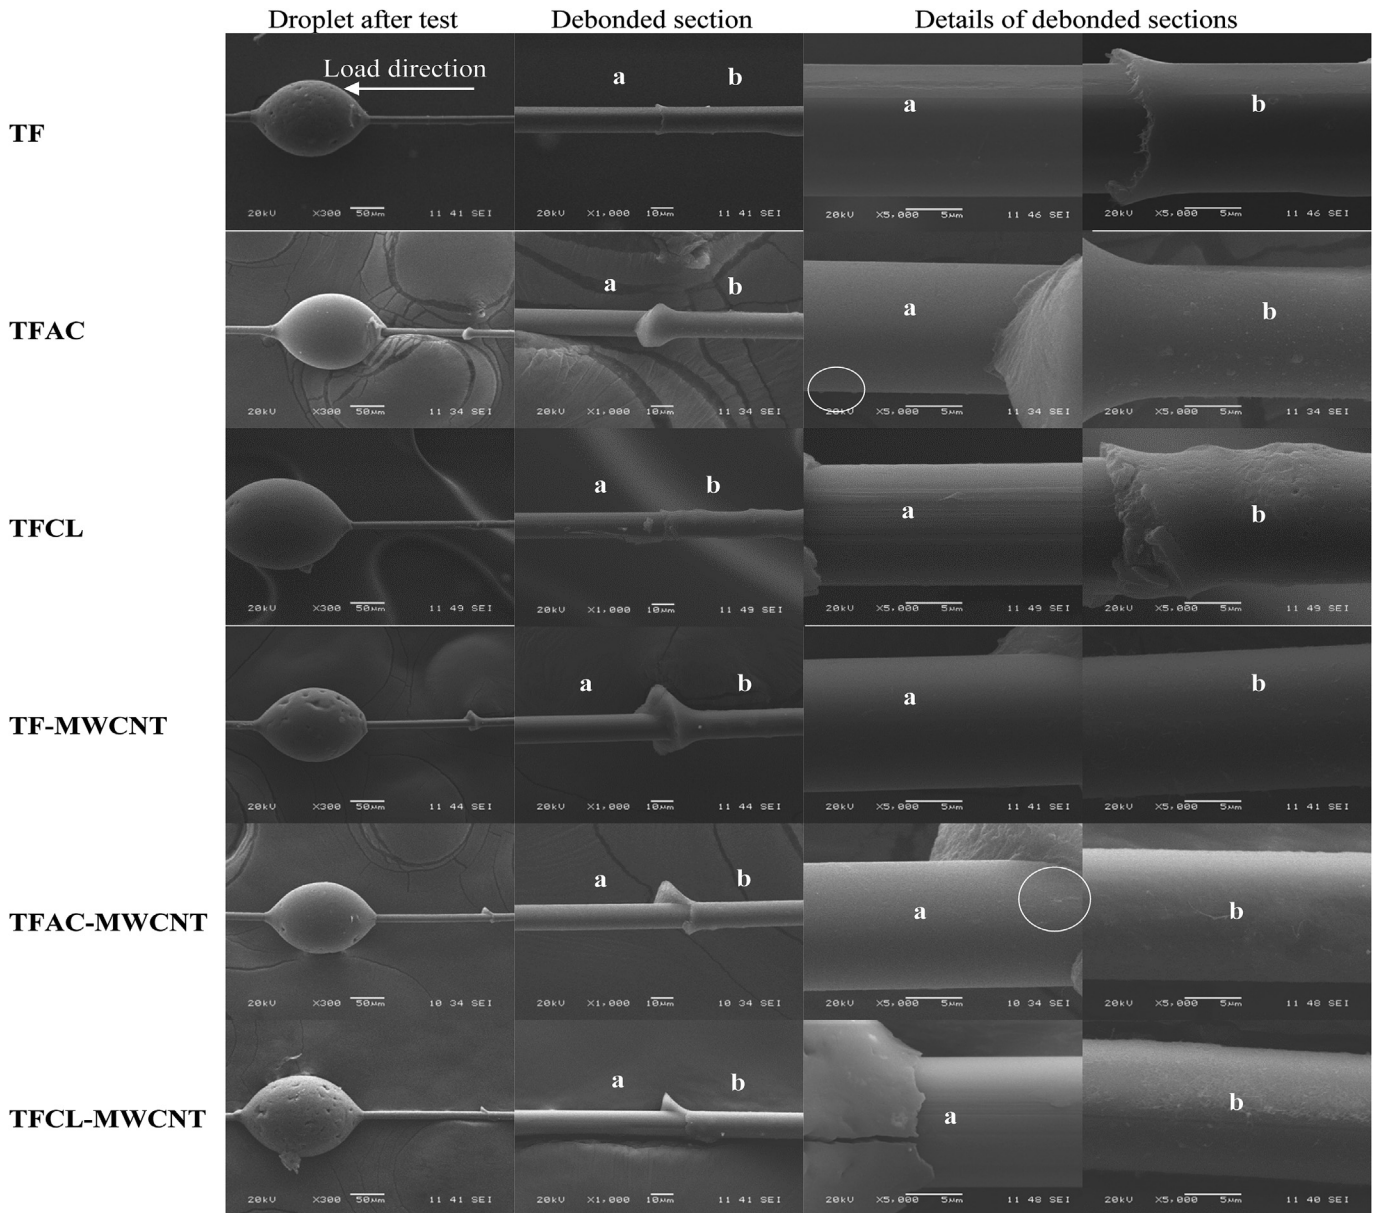 Droplet after test Debonded section Details of debonded sections
Load direction
a b a b
TF
20kV X300 50µm 11 41 SEI 20kV X1,000 10µm 11 41 SEI 20kV X5,000 5µm 11 46 SEI 20kV X5,000 5µm 11 46 SEI
a b a b
TFAC
20kV X300 50µm 11 34 SEI 20kV X1,000 10µm 11 34 SEI 20kV X5,000 5µm 11 34 SEI 20kV X5,000 5µm 11 34 SEI
a b a b
TFCL
20kV X300 50µm 11 49 SEI 20kV X1,000 10µm 11 49 SEI 20kV X5,000 5µm 11 49 SEI 20kV X5,000 5µm 11 49 SEI
a b a b
TF-MWCNT
20kV X300 50µm 11 44 SEI 20kV X1,000 10µm 11 44 SEI 20kV X5,000 5µm 11 41 SEI 20kV X5,000 5µm 11 41 SEI
a b a b
TFAC-MWCNT
20kV X300 50µm 10 34 SEI 20kV X1,000 10µm 10 34 SEI 20kV X5,000 5µm 10 34 SEI 20kV X5,000 5µm 11 48 SEI
a b a b
TFCL-MWCNT
20kV X300 50µm 11 41 SEI 20kV X1,000 10µm 11 41 SEI 20kV X5,000 5µm 11 48 SEI 20kV X5,000 5µm 11 40 SEI